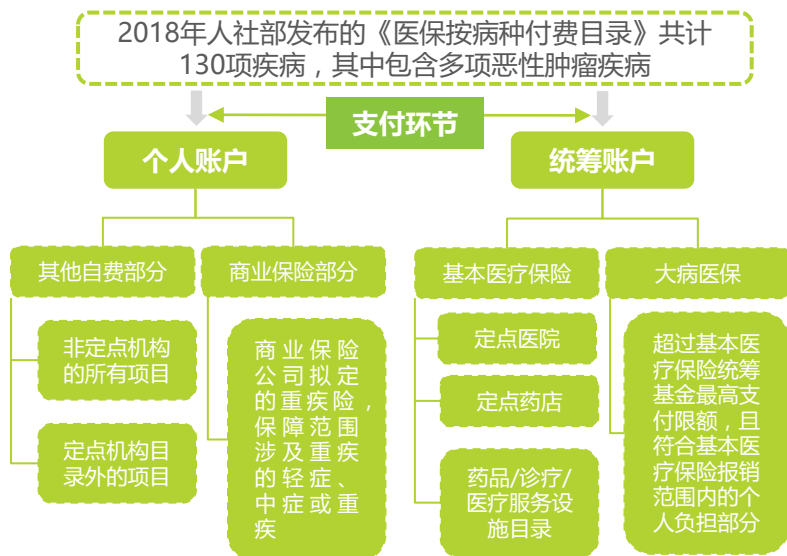 2018年人社部发布的《医保按病种付费目录》共计
130项疾病，其中包含多项恶性肿瘤疾病
支付环节
个人账户
统筹账户
其他自费部分
商业保险部分
基本医疗保险
大病医保
非定点机构
的所有项目
定点机构目
录外的项目
商业保险
公司拟定
的重疾险，
保障范围
涉及重疾
的轻症、
中症或重
疾
定点医院
定点药店
药品/诊疗/
医疗服务设
施目录
超过基本医
疗保险统筹
基金最高支
付限额，且
符合基本医
疗保险报销
范围内的个
人负担部分